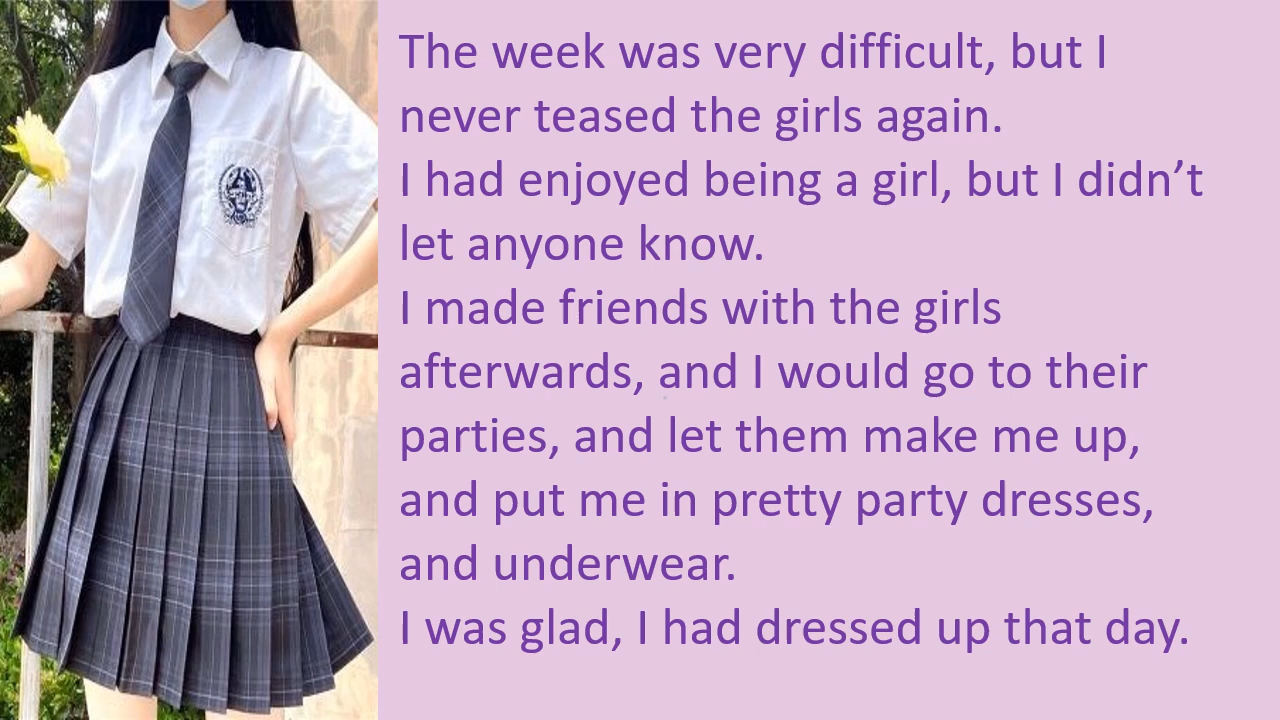 The week was very difficult, but I
never teased the girls again.
I had enjoyed being a girl, but I didn’t
let anyone know.
I made friends with the girls
afterwards, and I would go to their
parties, and let them make me up,
and put me in pretty party dresses,
and underwear.
I was glad, I had dressed up that day.